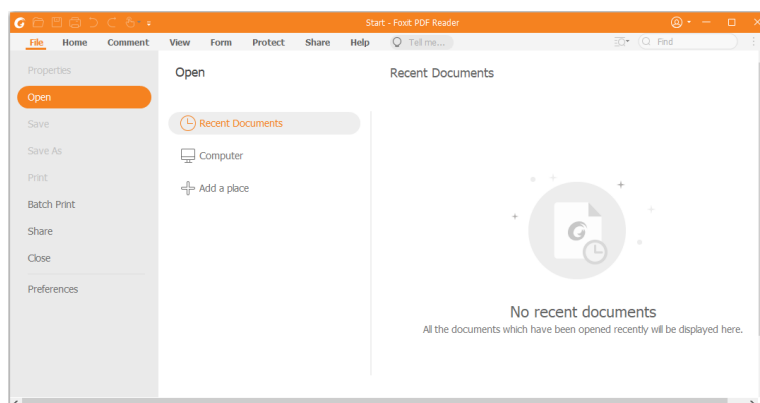 Start - Foxit PDF Reader
File Home Comment View Form Protect Share Help Tell me... Find
Properties
Open
Save
Save As
Print
Batch Print
Share
Close
Preferences
Open
Recent Documents
Computer
Add a place
Recent Documents
No recent documents
All the documents which have been opened recently will be displayed here.